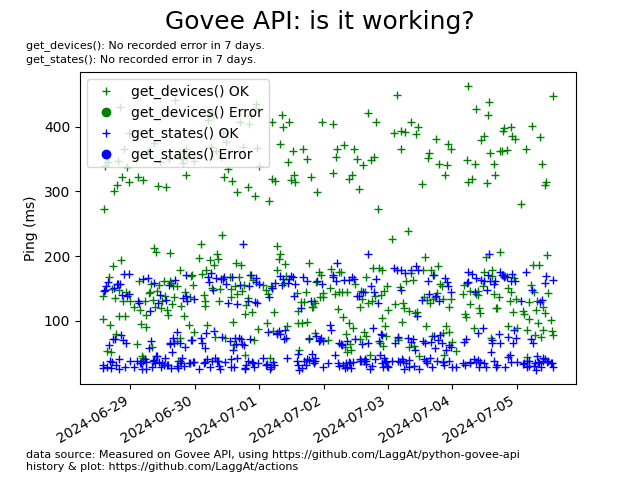 Govee API: is it working?
get_devices(): No recorded error in 7 days.
get_states(): No recorded error in 7 days.
get_devices() OK
get_devices() Error
get_states() OK
get_states() Error
Ping (ms)
400
300
200
100
2024-06-29
2024-06-30
2024-07-01
2024-07-02
2024-07-03
2024-07-04
2024-07-05
data source: Measured on Govee API, using https://github.com/LaggAt/python-govee-api
history & plot: https://github.com/LaggAt/actions